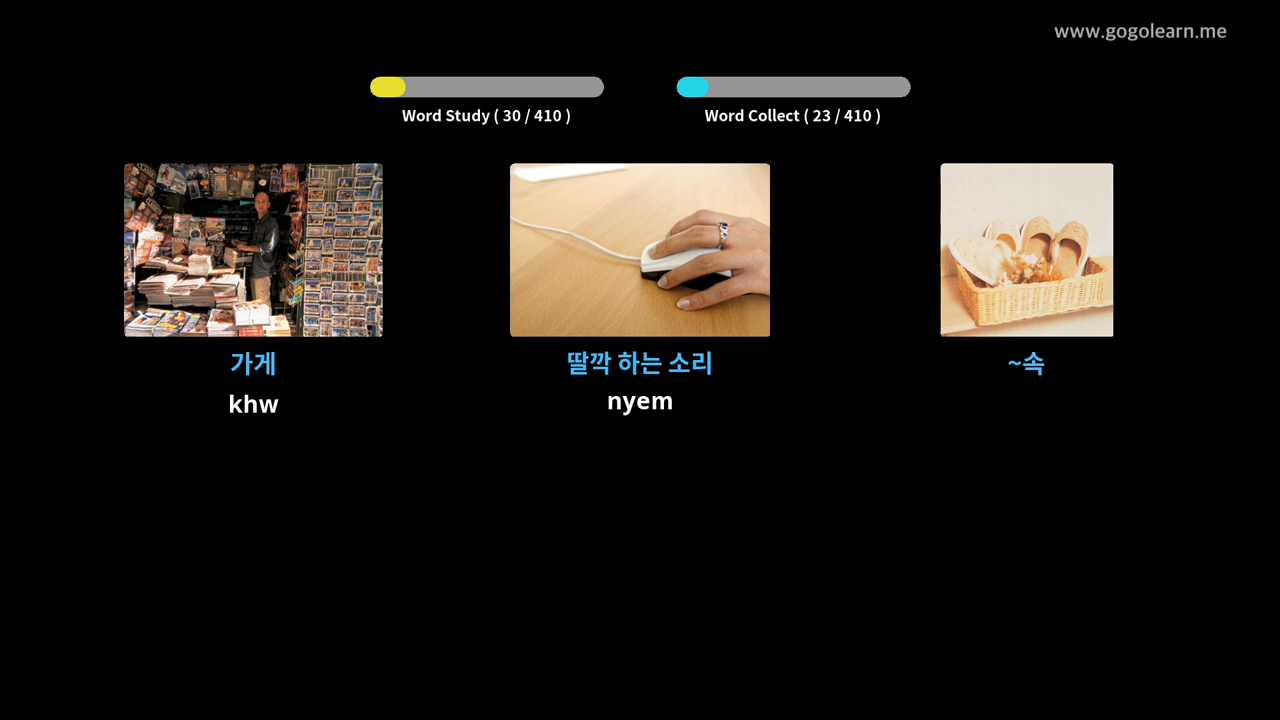 www.gogolearn.me
Word Study ( 30 / 410 )
Word Collect ( 23 / 410 )
가게
khw
딸깍 하는 소리
nyem
~속